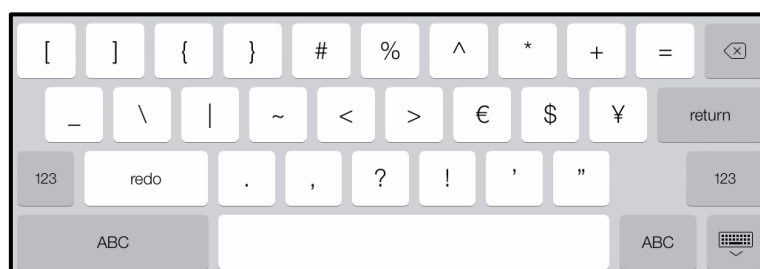 [ ] { } # % ^ * + =
_ \ | ~ < > € $ ¥ return
123 redo . , ? ! ’ ” 123
ABC ABC